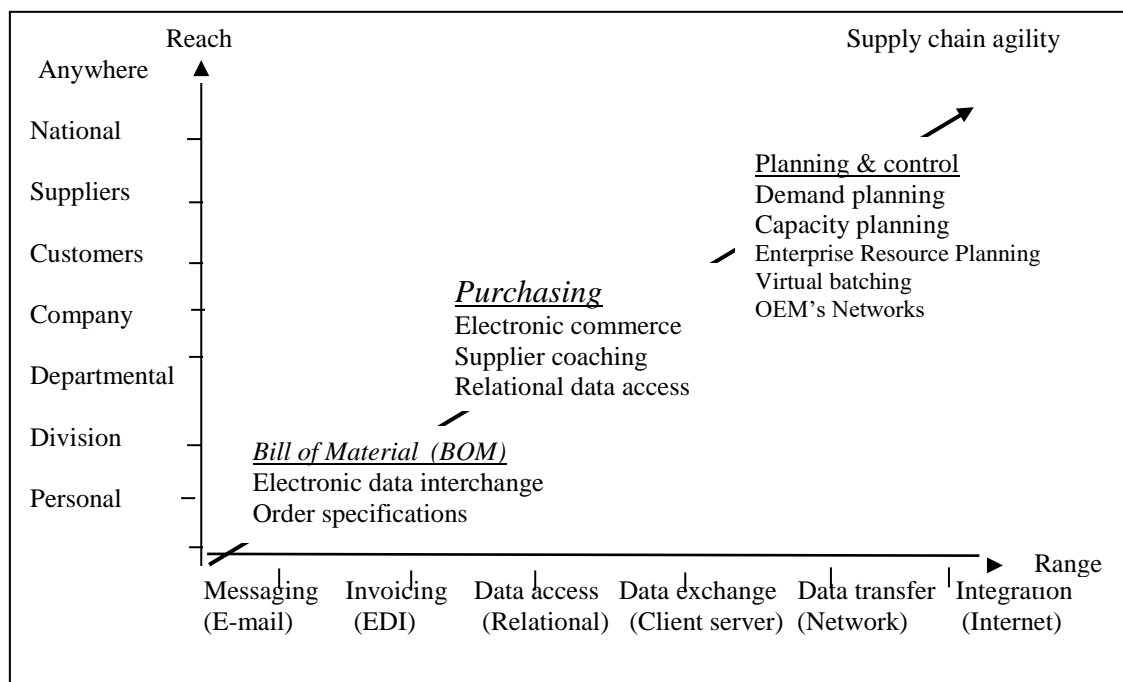 Reach
Supply chain agility
Anywhere
National
Suppliers
Customers
Company
Departmental
Division
Personal
Planning & control
Demand planning
Capacity planning
Enterprise Resource Planning
Virtual batching
OEM's Networks
Purchasing
Electronic commerce
Supplier coaching
Relational data access
Bill of Material (BOM)
Electronic data interchange
Order specifications
Range
Messaging
(E-mail)
Invoicing
(EDI)
Data access
(Relational)
Data exchange
(Client server)
Data transfer
(Network)
Integration
(Internet)